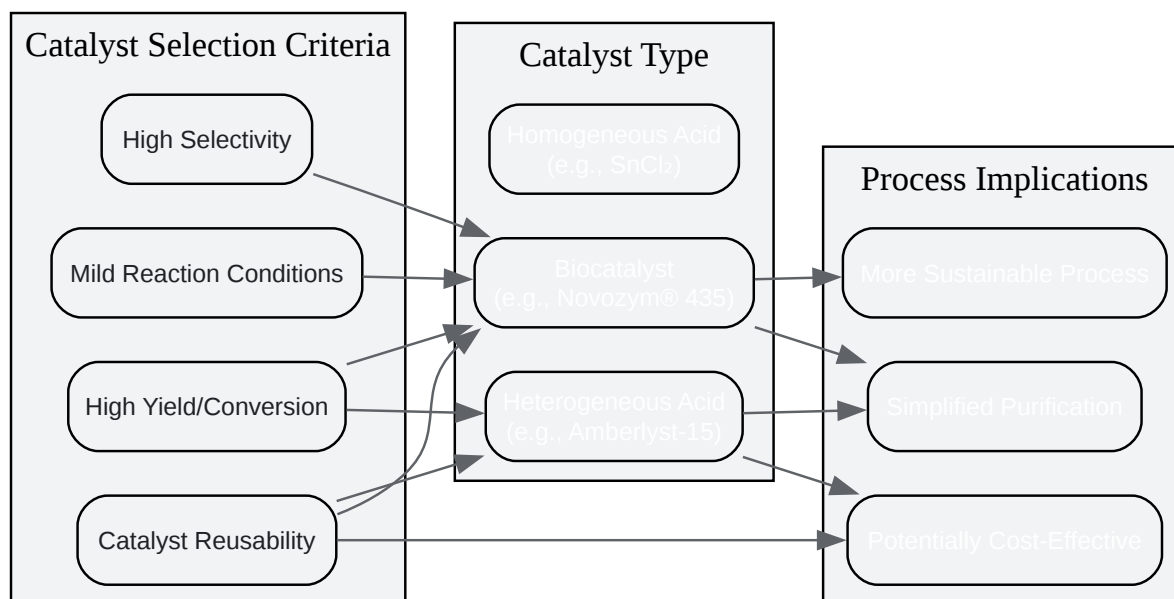 Catalyst Selection Criteria
High Selectivity
Mild Reaction Conditions
High Yield/Conversion
Catalyst Reusability
Catalyst Type
Homogeneous Acid
(e.g., SnCl₂)
Biocatalyst
(e.g., Novozym® 435)
Heterogeneous Acid
(e.g., Amberlyst-15)
Process Implications
More Sustainable Process
Simplified Purification
Potentially Cost-Effective